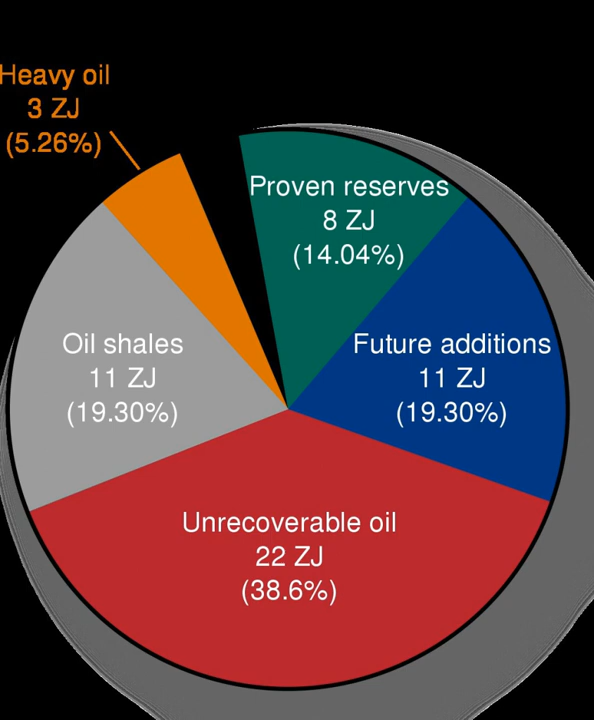 Heavy oil
3 ZJ
(5.26%)
Proven reserves
8 ZJ
(14.04%)
Future additions
11 ZJ
(19.30%)
Oil shales
11 ZJ
(19.30%)
Unrecoverable oil
22 ZJ
(38.6%)